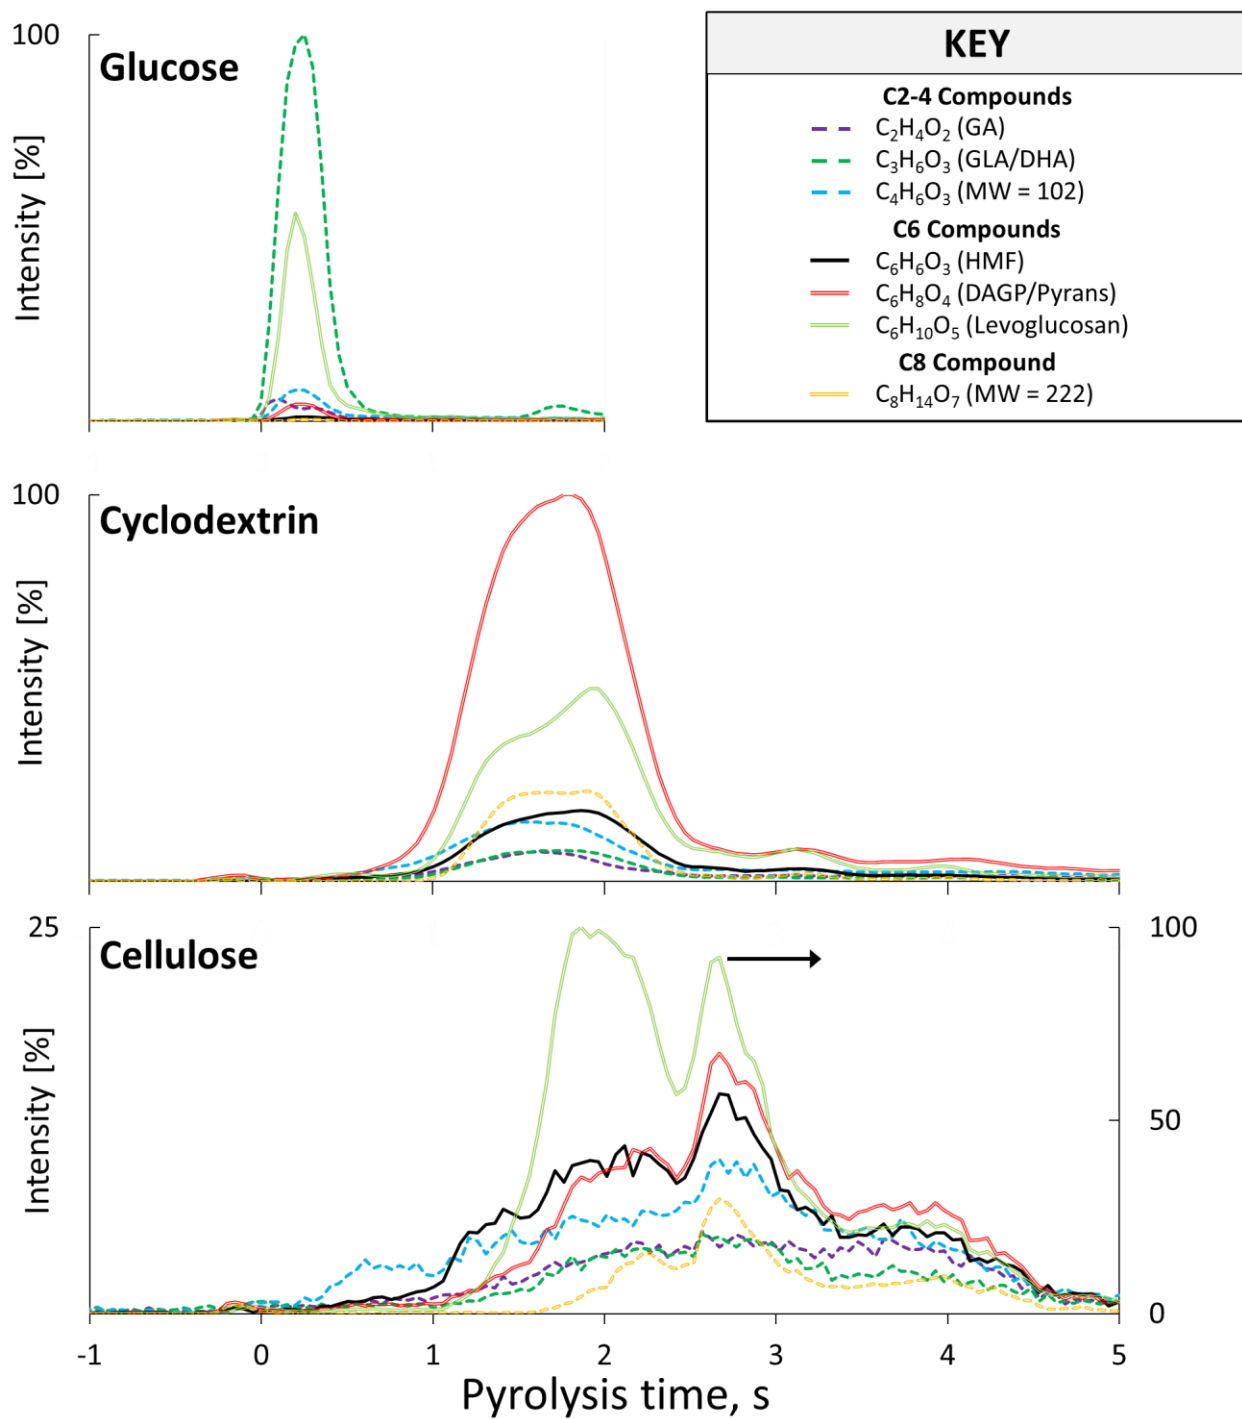 100
Glucose
Intensity [%]
KEY
C2-4 Compounds
C₂H₄O₂ (GA)
C₃H₆O₃ (GLA/DHA)
C₄H₆O₃ (MW = 102)
C6 Compounds
C₆H₆O₃ (HMF)
C₆H₈O₄ (DAGP/Pyrans)
C₆H₁₀O₅ (Levoglucosan)
C8 Compound
C₈H₁₄O₇ (MW = 222)
100
Cyclodextrin
Intensity [%]
25
Cellulose
Intensity [%]
100
50
0
-1 0 1 2 3 4 5
Pyrolysis time, s